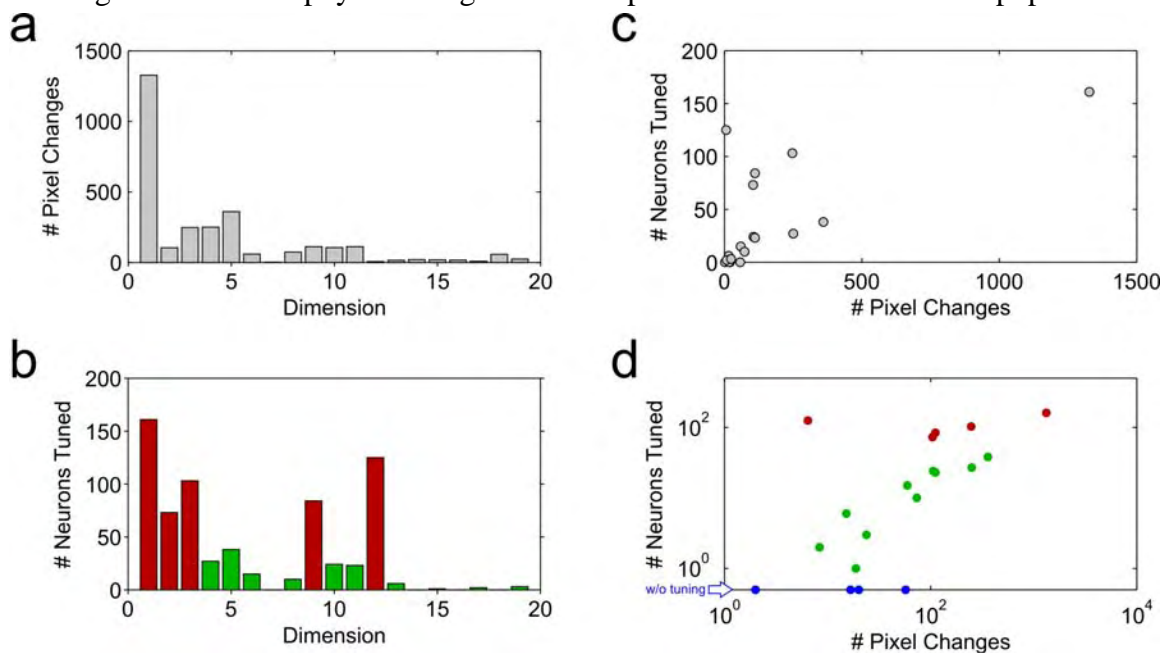 a
1500
1000
500
0
# Pixel Changes
0 5 10 15 20
Dimension
c
200
150
100
50
0
# Neurons Tuned
0 500 1000 1500
# Pixel Changes
b
200
150
100
50
0
# Neurons Tuned
0 5 10 15 20
Dimension
d
10²
10⁰
# Neurons Tuned
w/o tuning
10⁰ 10² 10⁴
# Pixel Changes